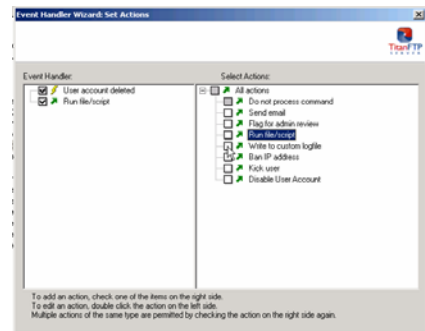 Event Handler Wizard: Set Actions
TitanFTP
SERVER
Event Handler:
Select Actions:
User account deleted
Run file/script
All actions
Do not process command
Send email
Flag for admin review
Run file/script
Write to custom logfile
Ban IP address
Kick user
Disable User Account
To add an action, check one of the items on the right side.
To edit an action, double click the action on the left side.
Multiple actions of the same type are permitted by checking the action on the right side again.